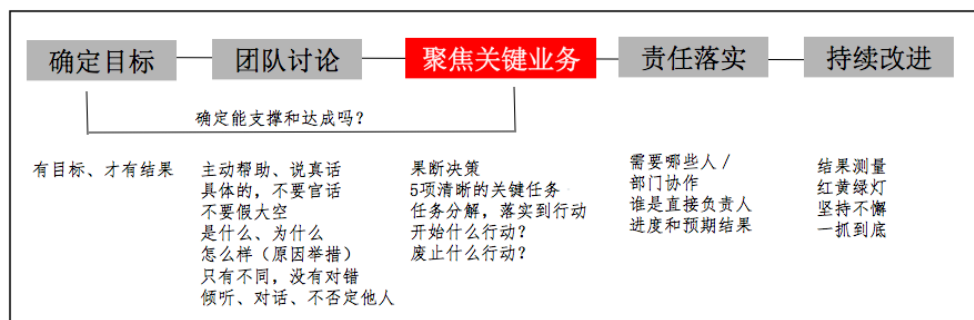 确定目标
团队讨论
聚焦关键业务
责任落实
持续改进
确定能支撑和达成吗?
有目标、才有结果
主动帮助、说真话
具体的,不要官话
不要假大空
是什么、为什么
怎么样(原因举措)
只有不同,没有对错
倾听、对话、不否定他人
果断决策
5项清晰的关键任务
任务分解,落实到行动
开始什么行动?
废止什么行动?
需要哪些人/
部门协作
谁是直接负责人
进度和预期结果
结果测量
红黄绿灯
坚持不懈
一抓到底